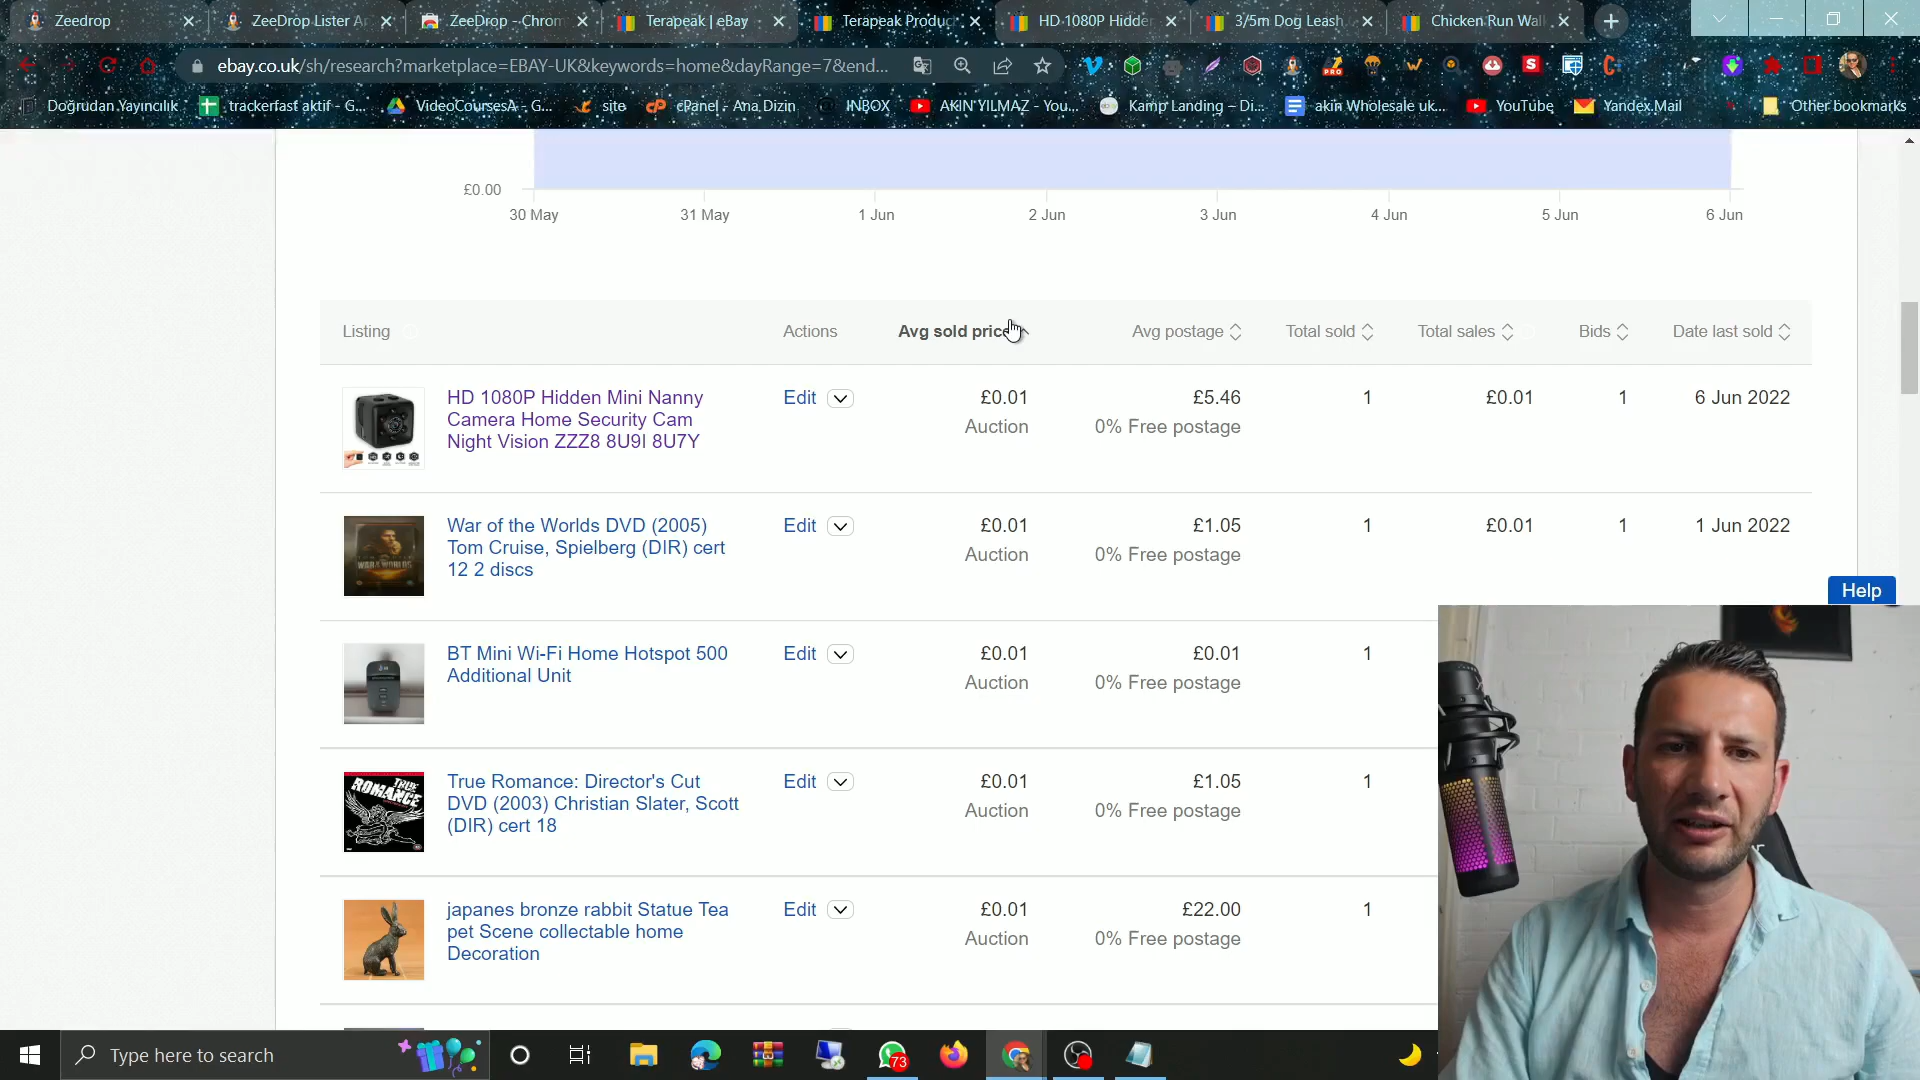 Zeedrop
ZeeDrop Lister
ZeeDrop - Chrom
Terapeak | eBay
Terapeak Produc
HD 1080P Hidde
3/5m Dog Leash
Chicken Run Wal
ebay.co.uk/sh/research?marketplace=EBAY-UK&keywords=home&dayRange=7&end...
Doğrudan Yayıncılık
trackerfast aktif - G...
VideoCoursesA - G...
site
cPanel - Ana Dizin
INBOX
AKIN YILMAZ - You...
Kamp Landing – Di...
akin Wholesale uk...
YouTube
Yandex.Mail
Other bookmarks
£0.00
30 May 31 May 1 Jun 2 Jun 3 Jun 4 Jun 5 Jun 6 Jun
Listing Actions Avg sold price Avg postage Total sold Total sales Bids Date last sold
HD 1080P Hidden Mini Nanny Edit £0.01 £5.46 1 £0.01 1 6 Jun 2022
Camera Home Security Cam Auction 0% Free postage
Night Vision ZZZ8 8U9I 8U7Y
War of the Worlds DVD (2005) Edit £0.01 £1.05 1 £0.01 1 1 Jun 2022
Tom Cruise, Spielberg (DIR) cert Auction 0% Free postage
12 2 discs
Help
BT Mini Wi-Fi Home Hotspot 500 Edit £0.01 £0.01 1
Additional Unit Auction 0% Free postage
True Romance: Director's Cut Edit £0.01 £1.05 1
DVD (2003) Christian Slater, Scott Auction 0% Free postage
(DIR) cert 18
TRUE
ROMANCE
japanes bronze rabbit Statue Tea Edit £0.01 £22.00 1
pet Scene collectable home Auction 0% Free postage
Decoration
Type here to search
73